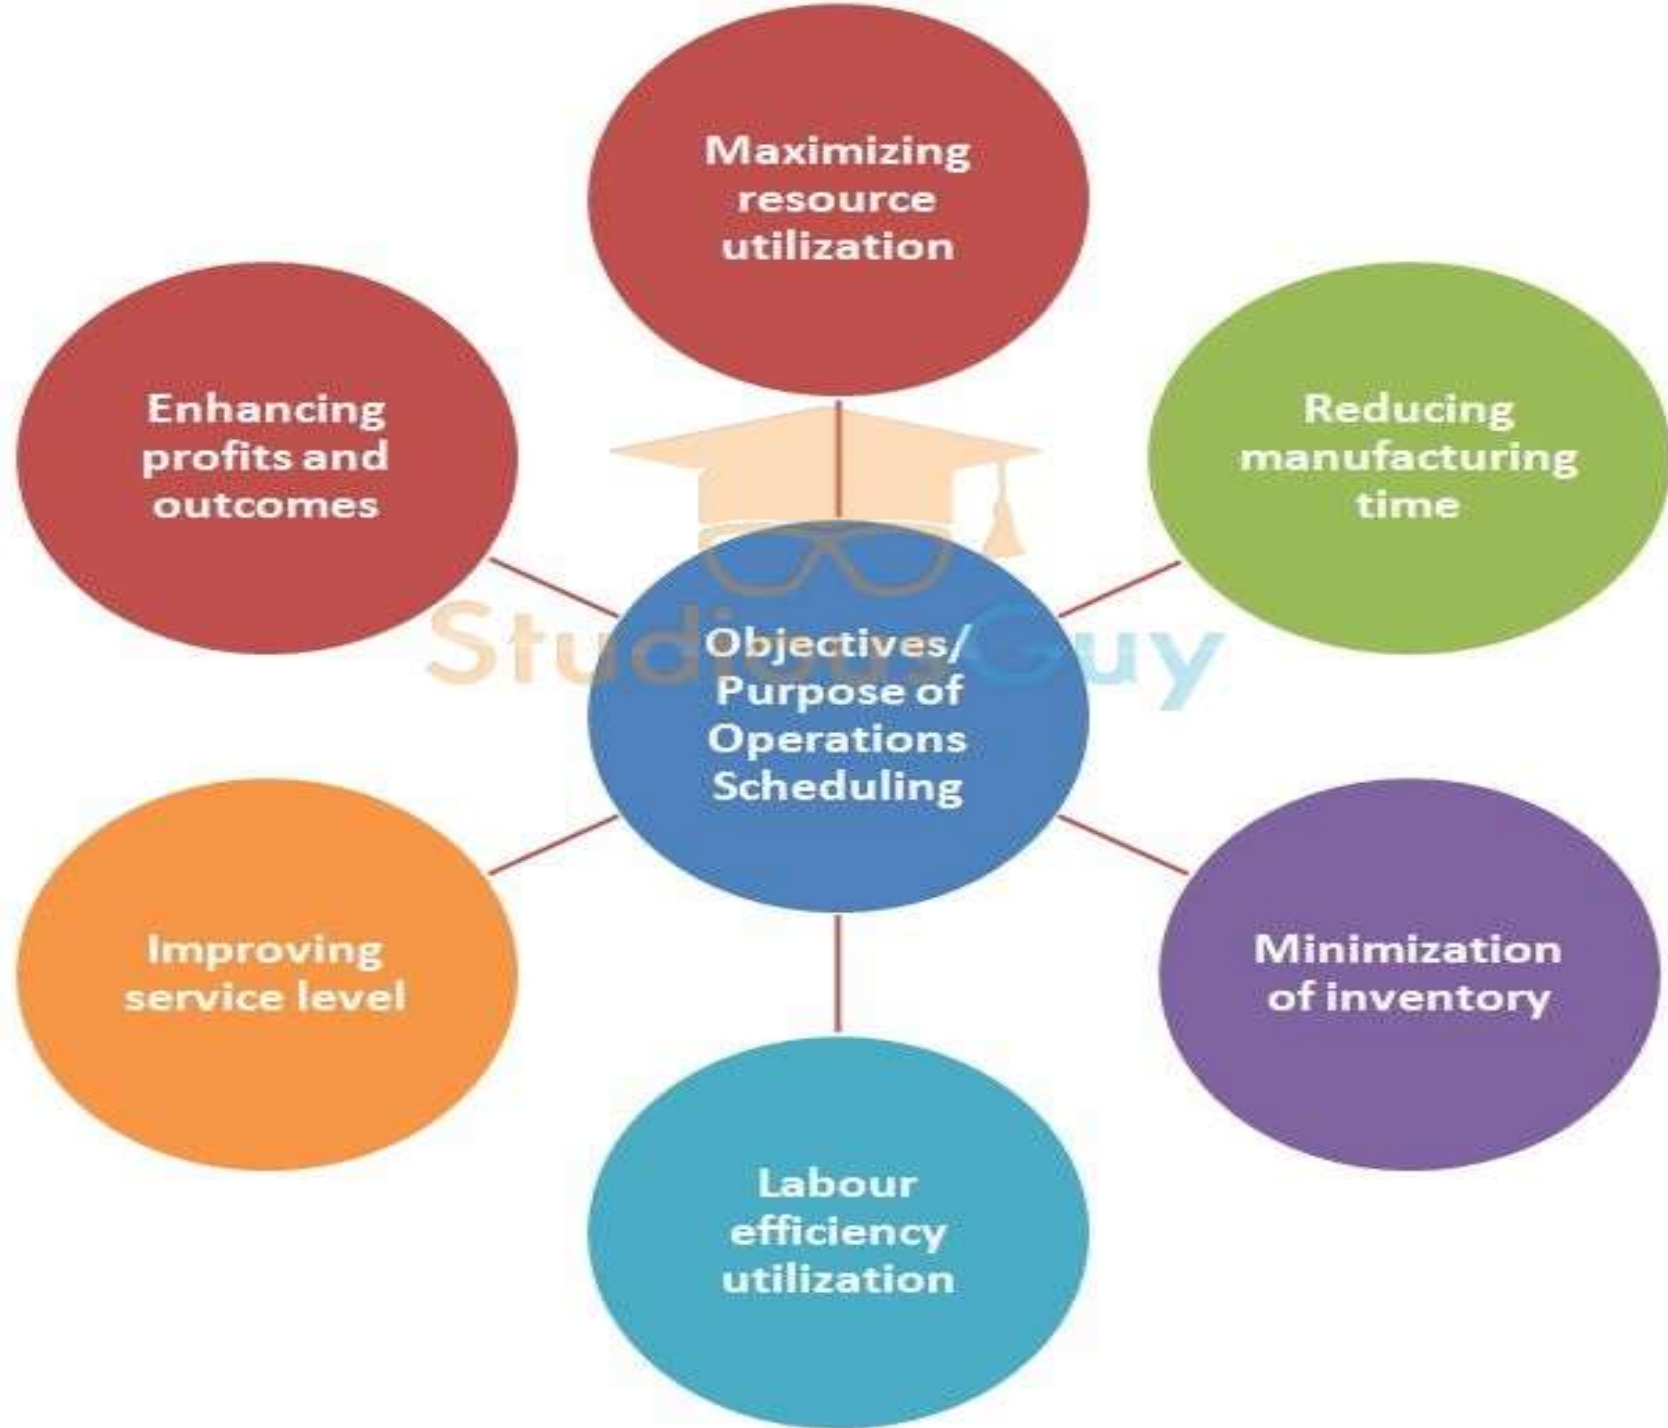 Maximizing
resource
utilization
Enhancing
profits and
outcomes
Reducing
manufacturing
time
StudiousGuy
Objectives/
Purpose of
Operations
Scheduling
Improving
service level
Minimization
of inventory
Labour
efficiency
utilization